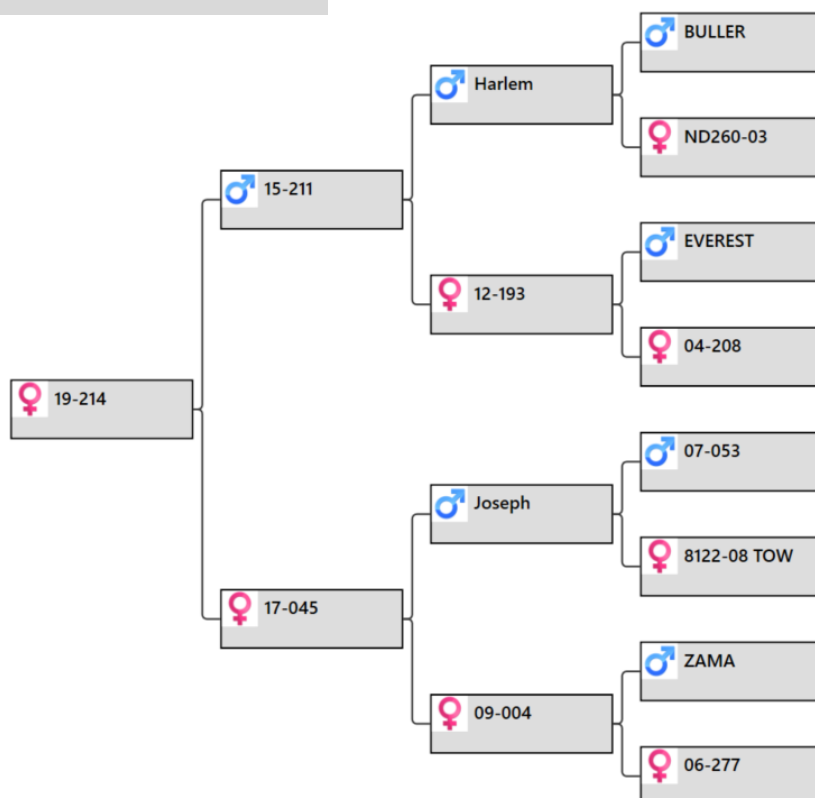 BULLER
Harlem
ND260-03
15-211
EVEREST
12-193
04-208
19-214
07-053
Joseph
8122-08 TOW
17-045
ZAMA
09-004
06-277